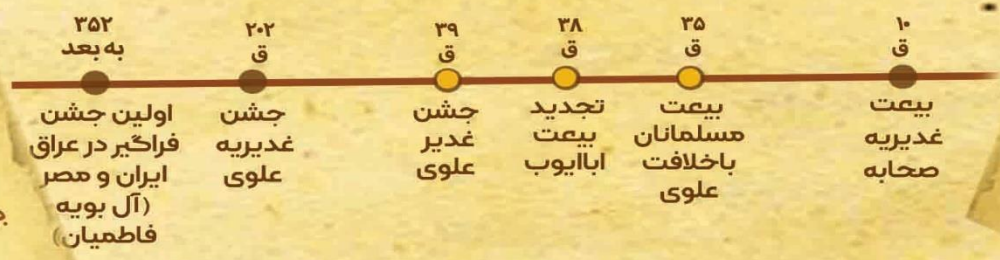 ۱۰
ق
بیعت
غدیریه
صحابه
۳۵
ق
بیعت
مسلمانان
باخلافت
علوی
۳۸
ق
تجدید
بیعت
اباایوب
۳۹
ق
جشن
غدیر
علوی
۲۰۲
ق
جشن
غدیریه
علوی
۳۵۲
به بعد
اولین جشن
فراگیر در عراق
ایران و مصر
(آل بویه
فاطمیان)